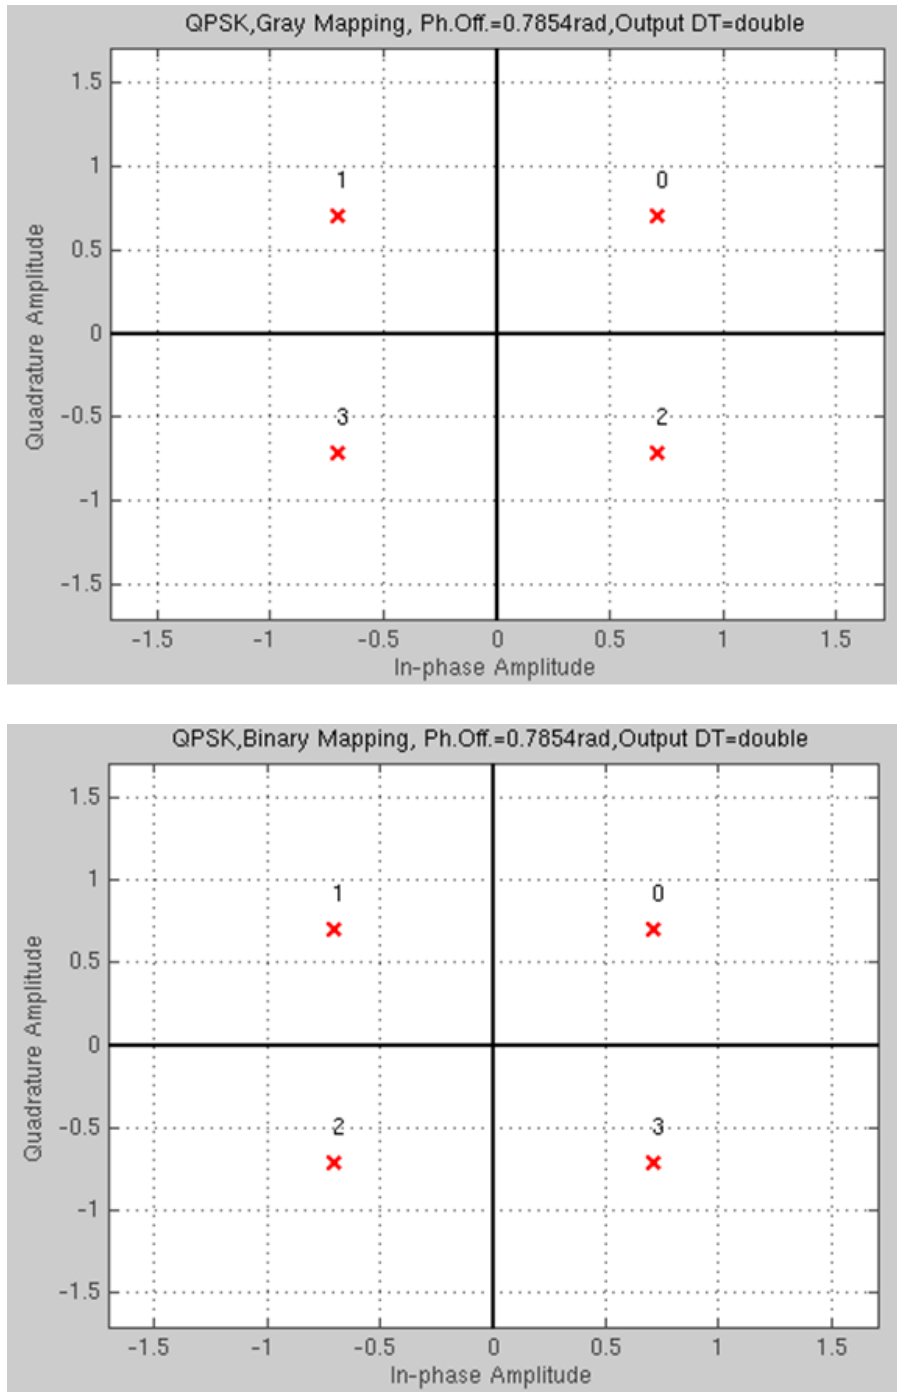 QPSK,Gray Mapping, Ph.Off.=0.7854rad,Output DT=double
1.5
1
1 0
0.5
0
-0.5
3 2
-1
-1.5
-1.5 -1 -0.5 0 0.5 1 1.5
In-phase Amplitude
Quadrature Amplitude
QPSK,Binary Mapping, Ph.Off.=0.7854rad,Output DT=double
1.5
1
1 0
0.5
0
-0.5
2 3
-1
-1.5
-1.5 -1 -0.5 0 0.5 1 1.5
In-phase Amplitude
Quadrature Amplitude